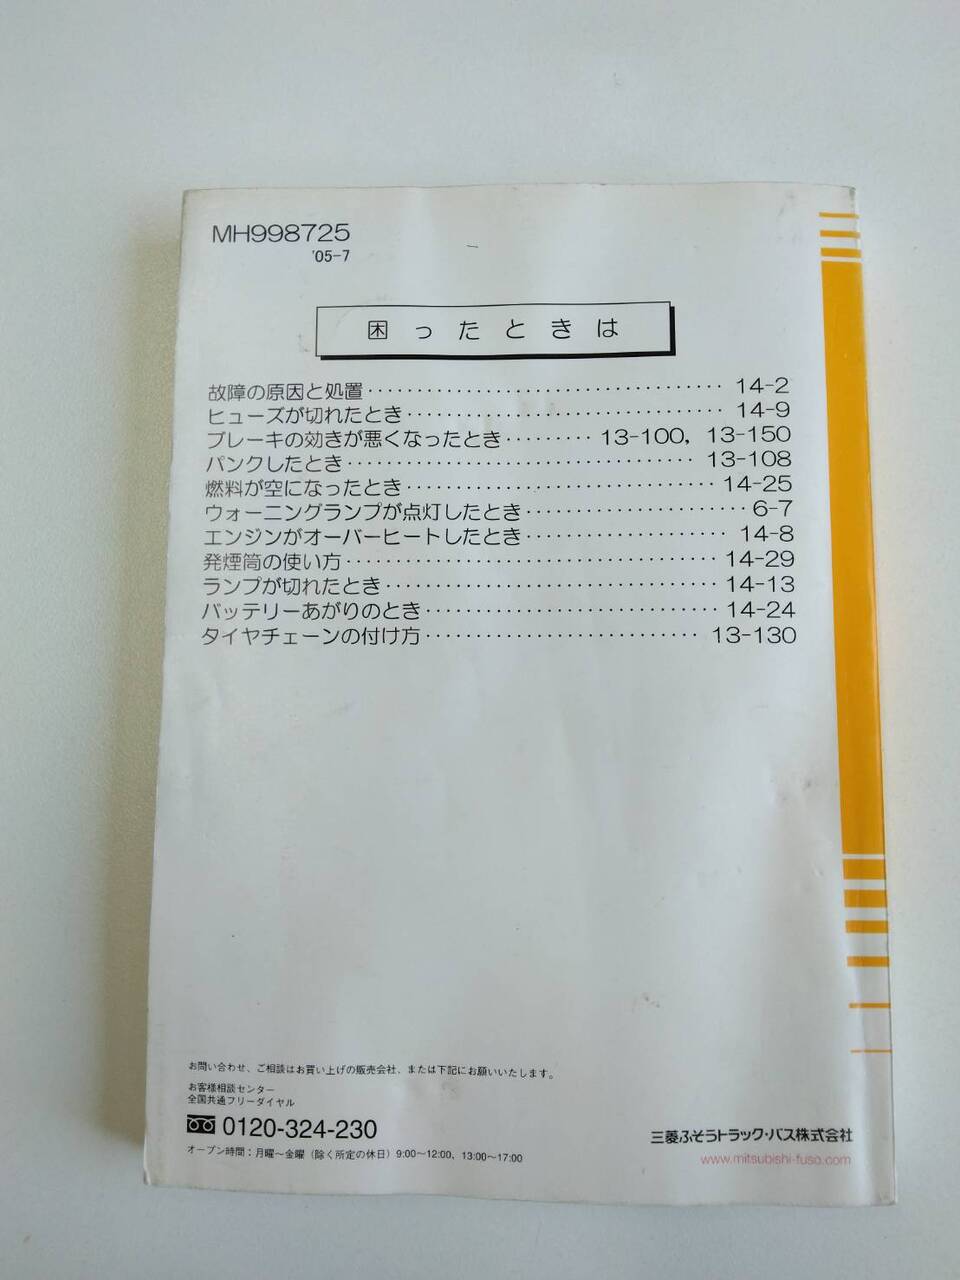 MH998725
'05-7
困ったときは
故障の原因と処置 14-2
ヒューズが切れたとき 14-9
ブレーキの効きが悪くなったとき 13-100, 13-150
パンクしたとき 13-108
燃料が空になったとき 14-25
ウォーニングランプが点灯したとき 6-7
エンジンがオーバーヒートしたとき 14-8
発煙筒の使い方 14-29
ランプが切れたとき 14-13
バッテリーあがりのとき 14-24
タイヤチェーンの付け方 13-130
お問い合わせ、ご相談はお買い上げの販売会社、または下記にお願いいたします。
お客様相談センター
全国共通フリーダイヤル
0120-324-230
オープン時間：月曜～金曜（除く所定の休日）9:00～12:00、13:00～17:00
三菱ふそうトラック・バス株式会社
www.mitsubishi-fuso.com